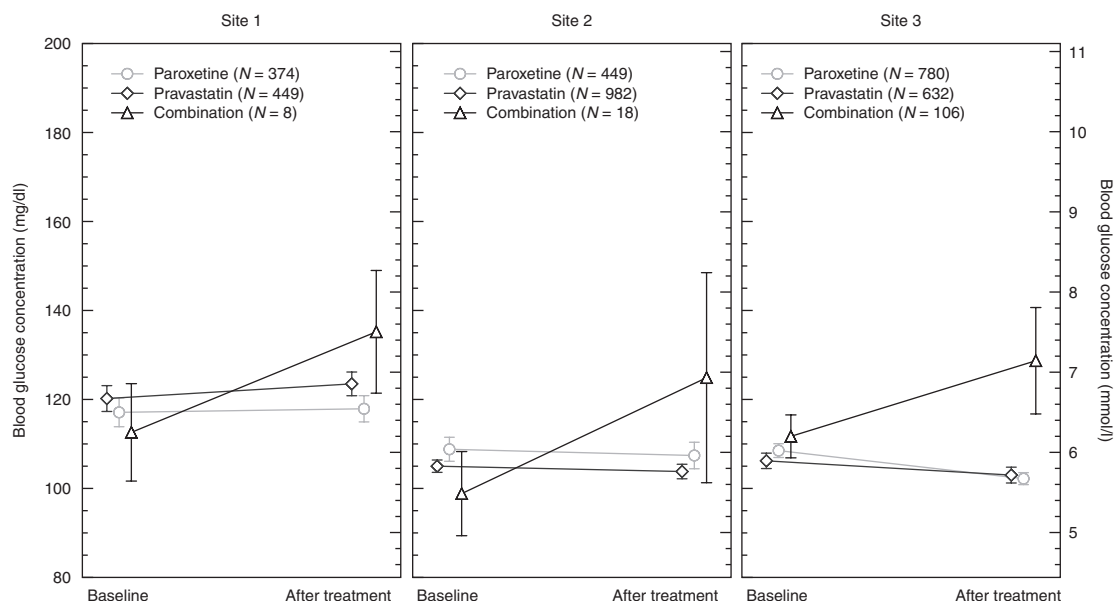 Site 1
Site 2
Site 3
Blood glucose concentration (mg/dl)
200
180
160
140
120
100
80
Paroxetine (N = 374)
Pravastatin (N = 449)
Combination (N = 8)
Paroxetine (N = 449)
Pravastatin (N = 982)
Combination (N = 18)
Paroxetine (N = 780)
Pravastatin (N = 632)
Combination (N = 106)
11
10
9
8
7
6
5
Blood glucose concentration (mmol/l)
Baseline
After treatment
Baseline
After treatment
Baseline
After treatment